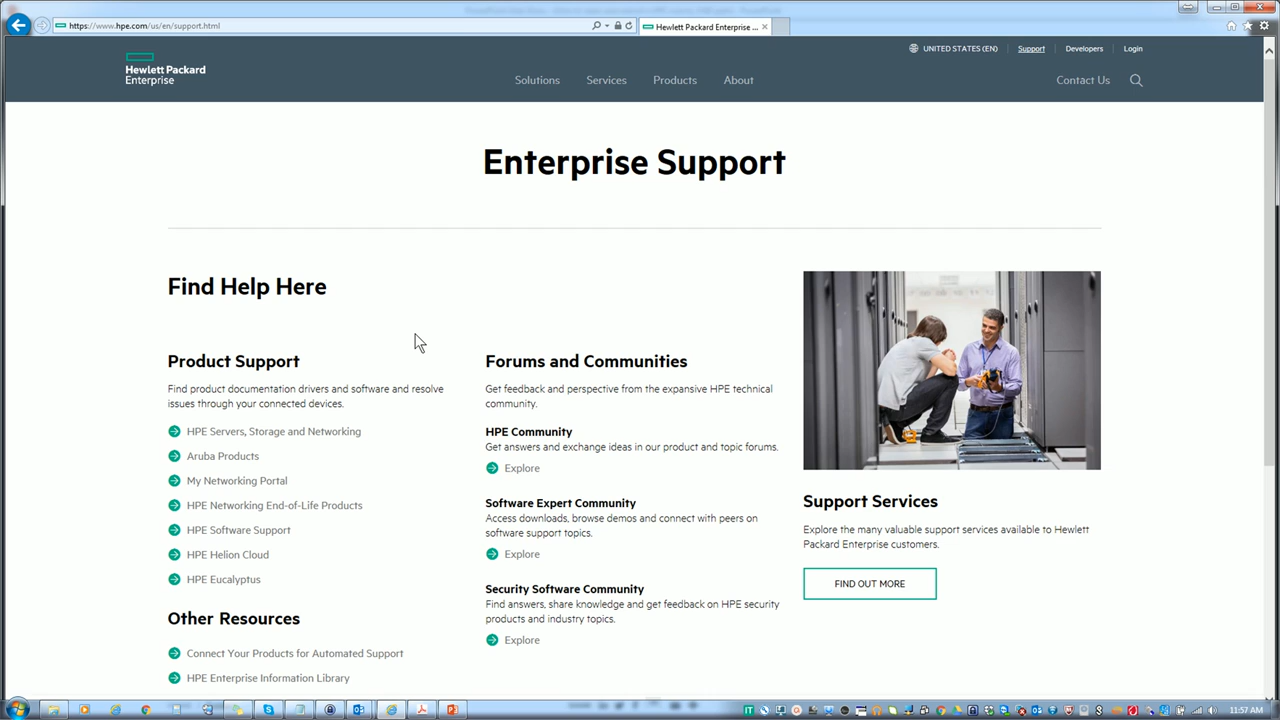 https://www.hpe.com/us/en/support.html
Hewlett Packard Enterprise ...
UNITED STATES (EN)
Support
Developers
Login
Hewlett Packard
Enterprise
Solutions
Services
Products
About
Contact Us
Enterprise Support
Find Help Here
Product Support
Find product documentation drivers and software and resolve
issues through your connected devices.
HPE Servers, Storage and Networking
Aruba Products
My Networking Portal
HPE Networking End-of-Life Products
HPE Software Support
HPE Helion Cloud
HPE Eucalyptus
Other Resources
Connect Your Products for Automated Support
HPE Enterprise Information Library
Forums and Communities
Get feedback and perspective from the expansive HPE technical
community.
HPE Community
Get answers and exchange ideas in our product and topic forums.
Explore
Software Expert Community
Access downloads, browse demos and connect with peers on
software support topics.
Explore
Security Software Community
Find answers, share knowledge and get feedback on HPE security
products and industry topics.
Explore
Support Services
Explore the many valuable support services available to Hewlett
Packard Enterprise customers.
FIND OUT MORE
11:57 AM